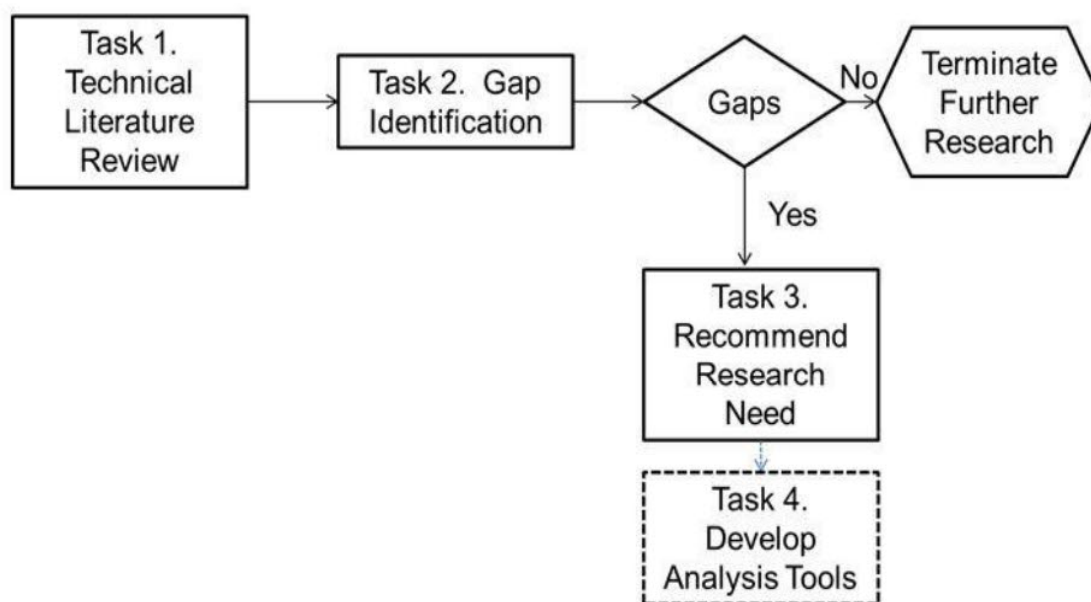 Task 1.
Technical
Literature
Review
Task 2.  Gap
Identification
Gaps
No
Terminate
Further
Research
Yes
Task 3.
Recommend
Research
Need
Task 4.
Develop
Analysis Tools